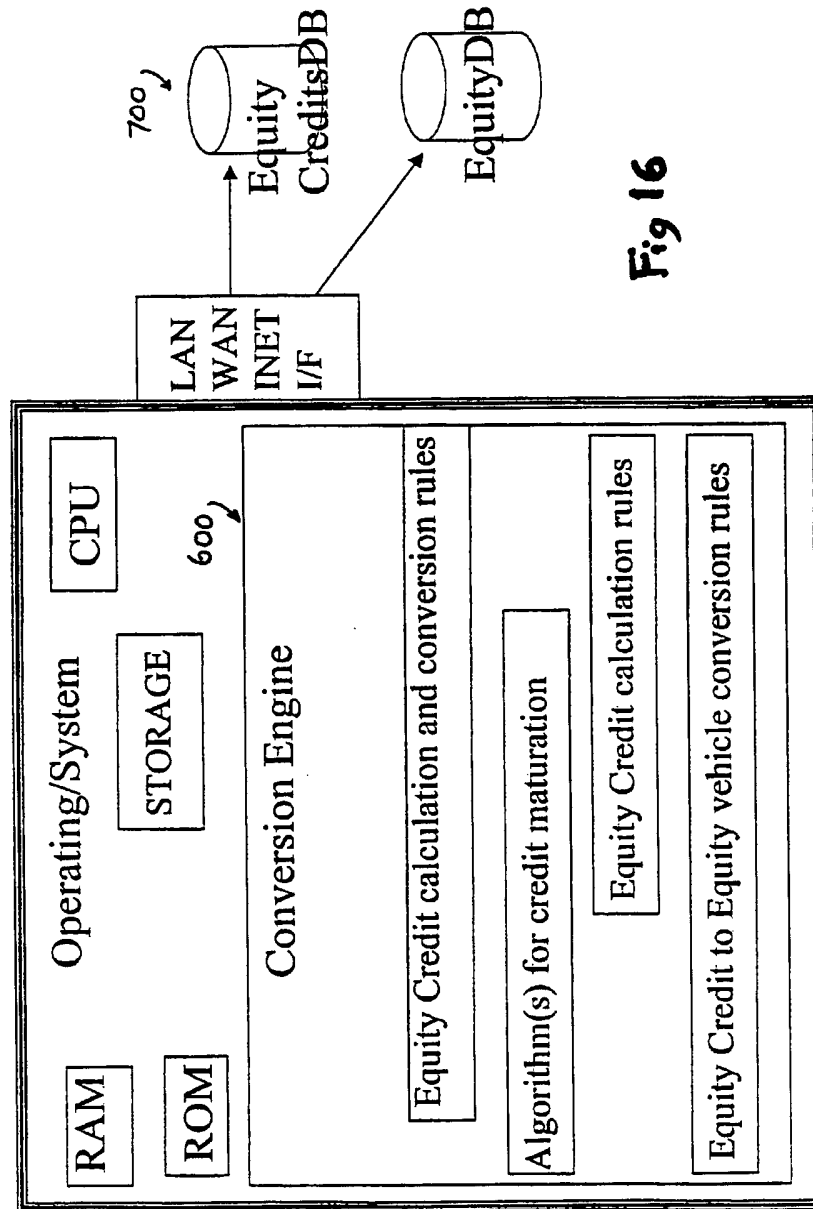 RAM
Operating/System
CPU
ROM
STORAGE
600
Conversion Engine
Equity Credit calculation and conversion rules
Algorithm(s) for credit maturation
Equity Credit calculation rules
Equity Credit to Equity vehicle conversion rules
LAN
WAN
INET
I/F
700
Equity
CreditsDB
EquityDB
Fig 16